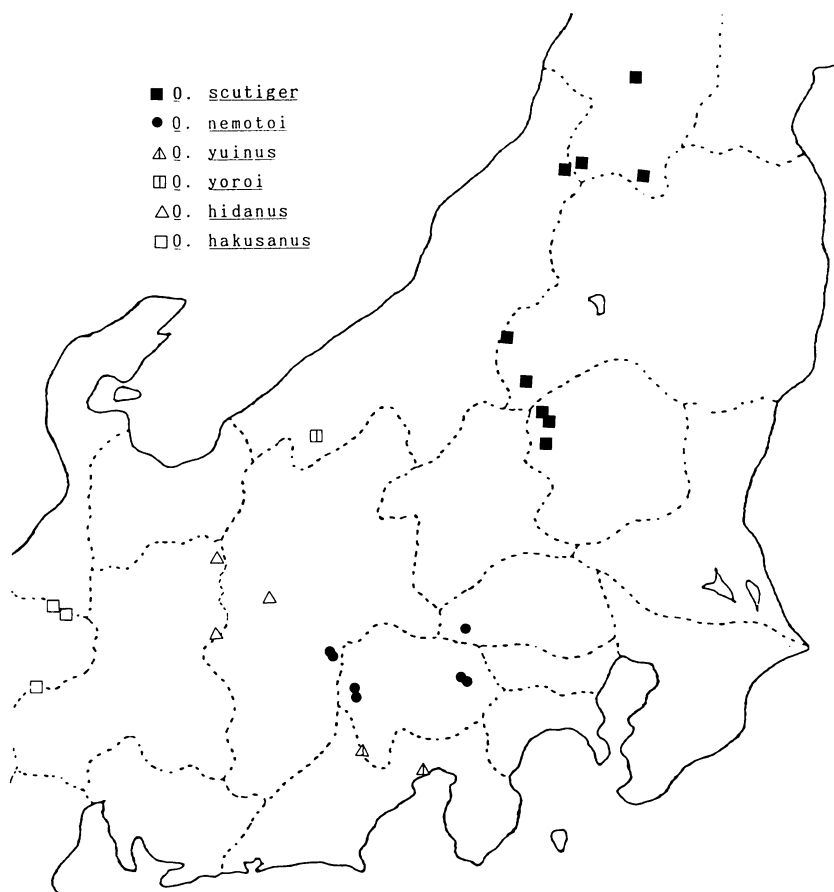 ■ O. scutiger
● O. nemotoi
◬ O. yuinus
◫ O. yoroi
△ O. hidanus
□ O. hakusanus